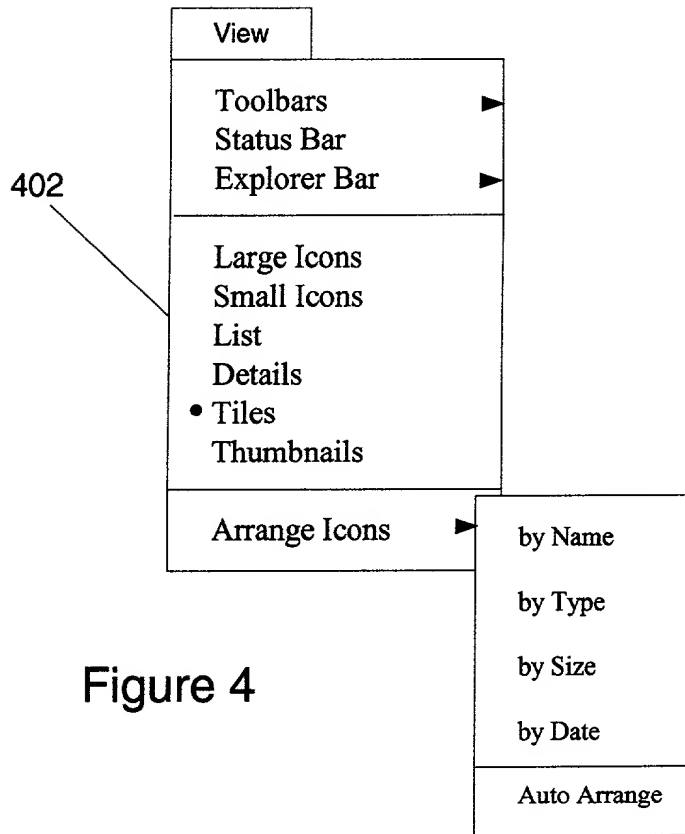 View
Toolbars
Status Bar
Explorer Bar
402
Large Icons
Small Icons
List
Details
• Tiles
Thumbnails
Arrange Icons
by Name
by Type
by Size
by Date
Auto Arrange
Figure 4